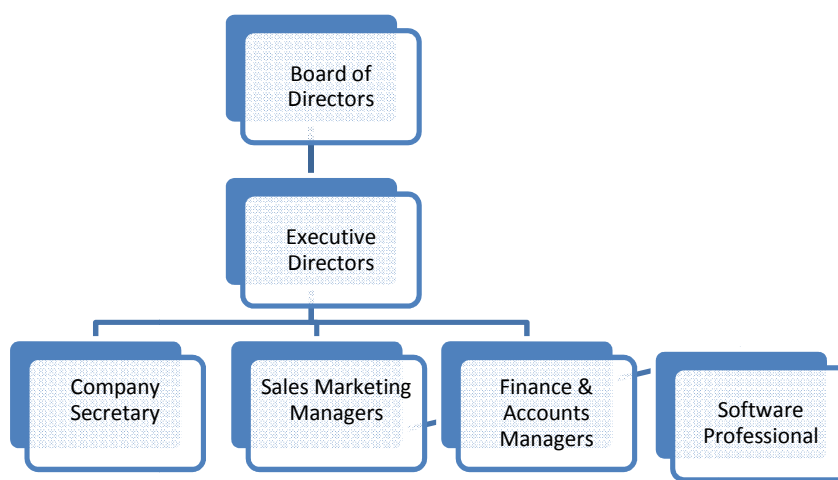 Board of
Directors
Executive
Directors
Company
Secretary
Sales Marketing
Managers
Finance &
Accounts
Managers
Software
Professional